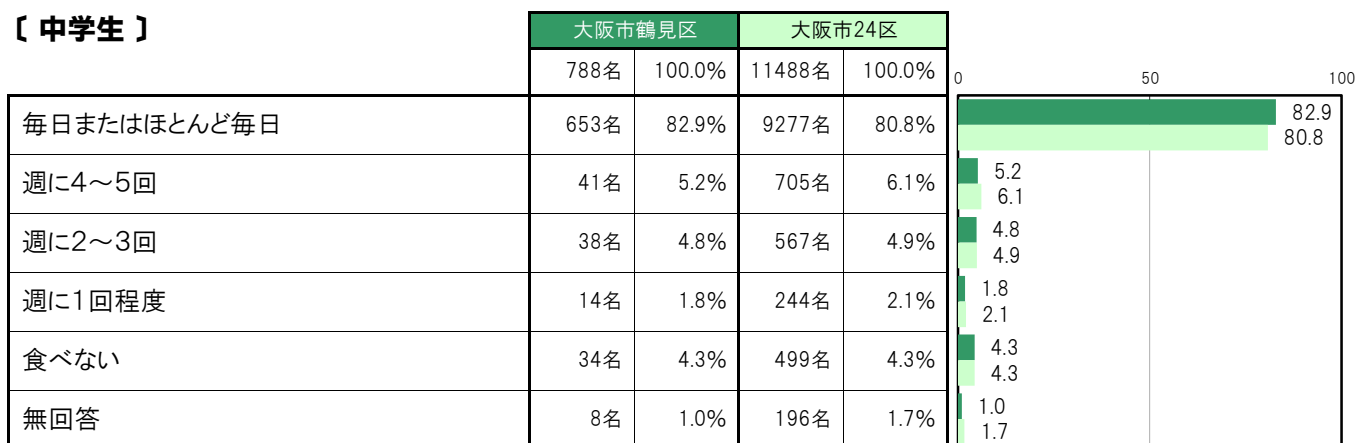 〔 中学生 〕
大阪市鶴見区 大阪市24区
788名 100.0% 11488名 100.0%
0 50 100
毎日またはほとんど毎日 653名 82.9% 9277名 80.8%
82.9
80.8
週に4～5回 41名 5.2% 705名 6.1%
5.2
6.1
週に2～3回 38名 4.8% 567名 4.9%
4.8
4.9
週に1回程度 14名 1.8% 244名 2.1%
1.8
2.1
食べない 34名 4.3% 499名 4.3%
4.3
4.3
無回答 8名 1.0% 196名 1.7%
1.0
1.7